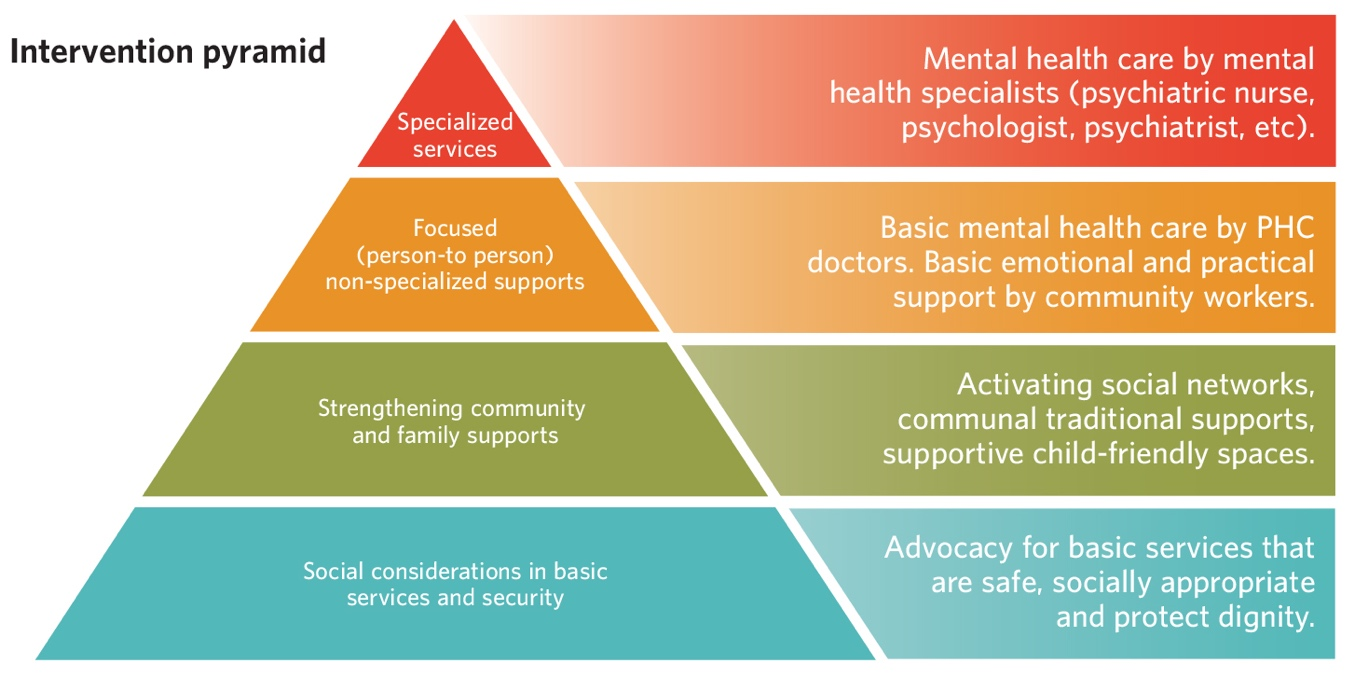 Intervention pyramid
Specialized
services
Mental health care by mental
health specialists (psychiatric nurse,
psychologist, psychiatrist, etc).
Focused
(person-to person)
non-specialized supports
Basic mental health care by PHC
doctors. Basic emotional and practical
support by community workers.
Strengthening community
and family supports
Activating social networks,
communal traditional supports,
supportive child-friendly spaces.
Social considerations in basic
services and security
Advocacy for basic services that
are safe, socially appropriate
and protect dignity.